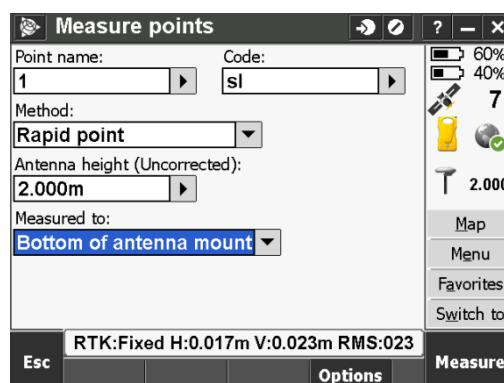 Measure points
? – ×
Point name: Code:
1 sl
60%
40%
Method:
7
Rapid point
Antenna height (Uncorrected):
2.000m
2.000
Measured to:
Bottom of antenna mount
Map
Menu
Favorites
Switch to
RTK:Fixed H:0.017m V:0.023m RMS:023
Esc
Options
Measure